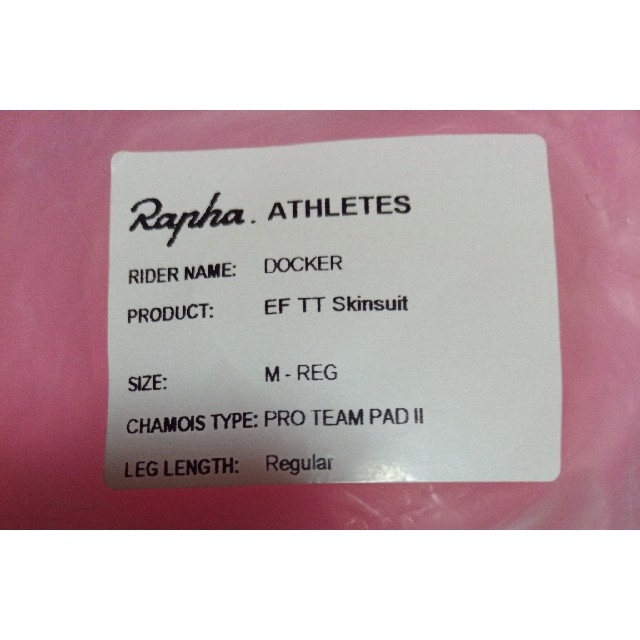 Rapha. ATHLETES
RIDER NAME: DOCKER
PRODUCT: EF TT Skinsuit
SIZE: M - REG
CHAMOIS TYPE: PRO TEAM PAD II
LEG LENGTH: Regular